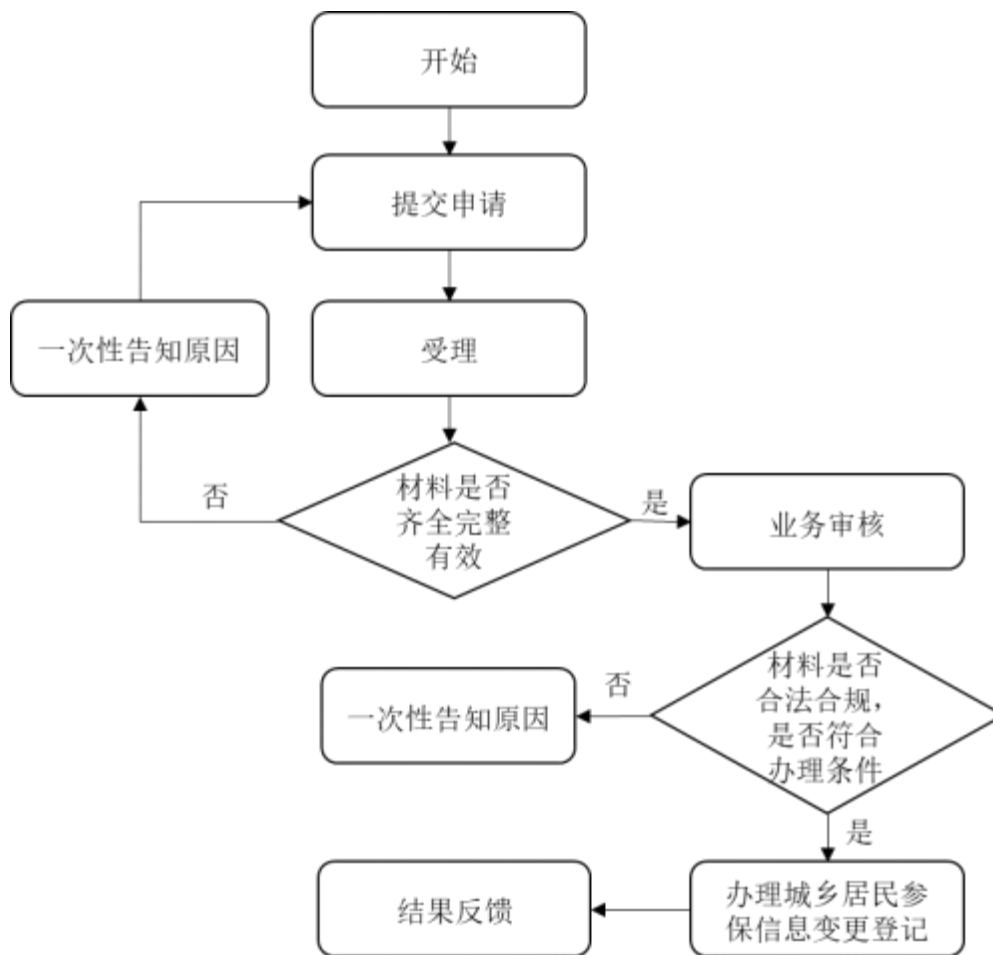 开始
提交申请
一次性告知原因
受理
否
材料是否
齐全完整
有效
是
业务审核
否
一次性告知原因
材料是否
合法合规，
是否符合
办理条件
是
结果反馈
办理城乡居民参
保信息变更登记